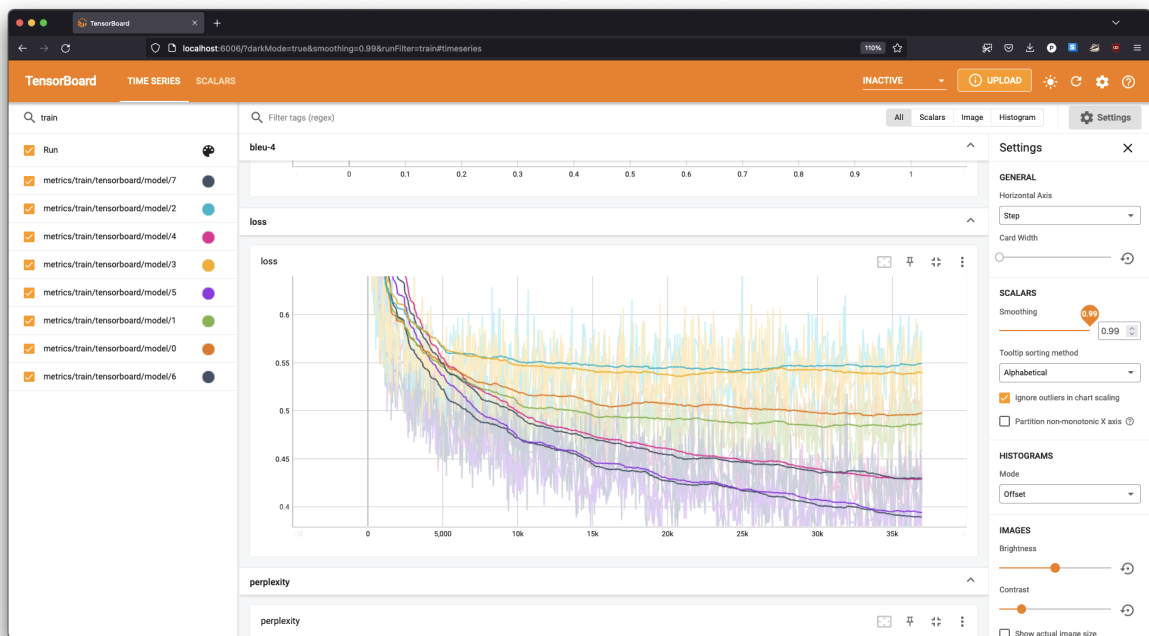 TensorBoard
localhost:6006/?darkMode=true&smoothing=0.99&runFilter=train#timeseries
110%
TensorBoard
TIME SERIES
SCALARS
INACTIVE
UPLOAD
train
Filter tags (regex)
All
Scalars
Image
Histogram
Settings
Run
metrics/train/tensorboard/model/7
metrics/train/tensorboard/model/2
metrics/train/tensorboard/model/4
metrics/train/tensorboard/model/3
metrics/train/tensorboard/model/5
metrics/train/tensorboard/model/1
metrics/train/tensorboard/model/0
metrics/train/tensorboard/model/6
bleu-4
0 0.1 0.2 0.3 0.4 0.5 0.6 0.7 0.8 0.9 1
loss
loss
0.6
0.55
0.5
0.45
0.4
0 5,000 10k 15k 20k 25k 30k 35k
perplexity
perplexity
Settings
GENERAL
Horizontal Axis
Step
Card Width
SCALARS
Smoothing
0.99
0.99
Tooltip sorting method
Alphabetical
Ignore outliers in chart scaling
Partition non-monotonic X axis
HISTOGRAMS
Mode
Offset
IMAGES
Brightness
Contrast
Show actual image size